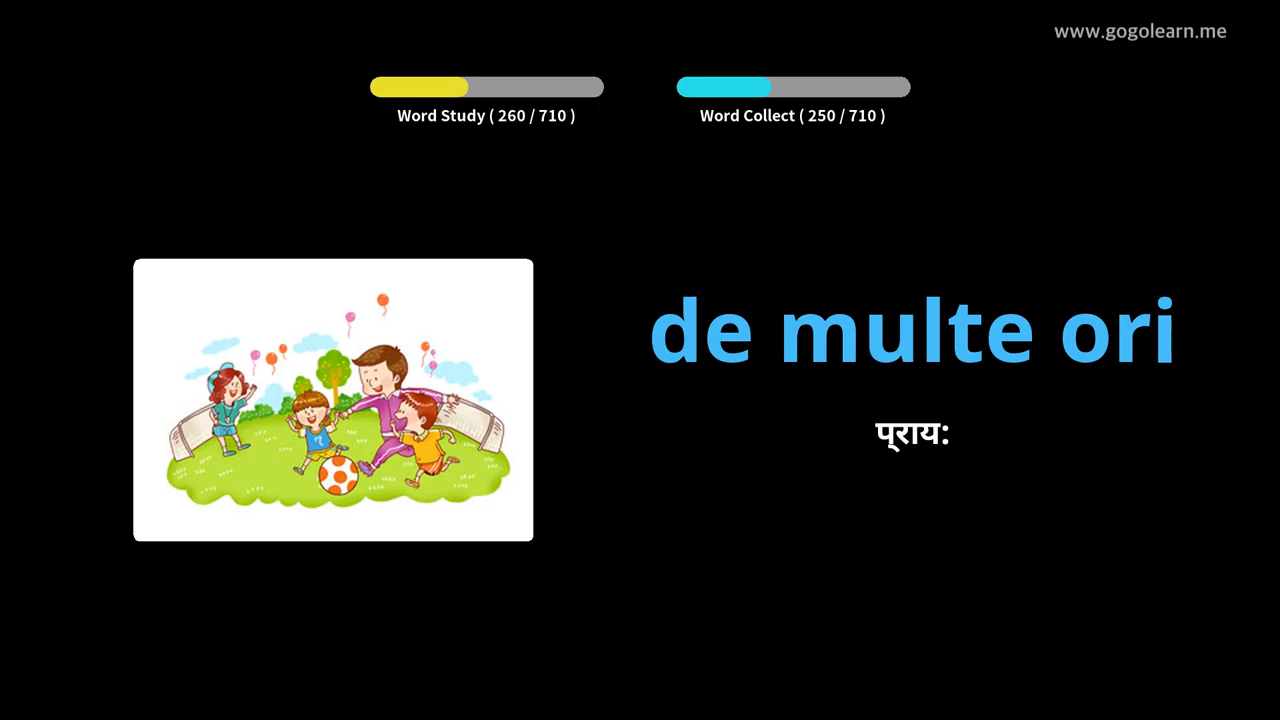 www.gogolearn.me
Word Study ( 260 / 710 )
Word Collect ( 250 / 710 )
de multe ori
प्राय: